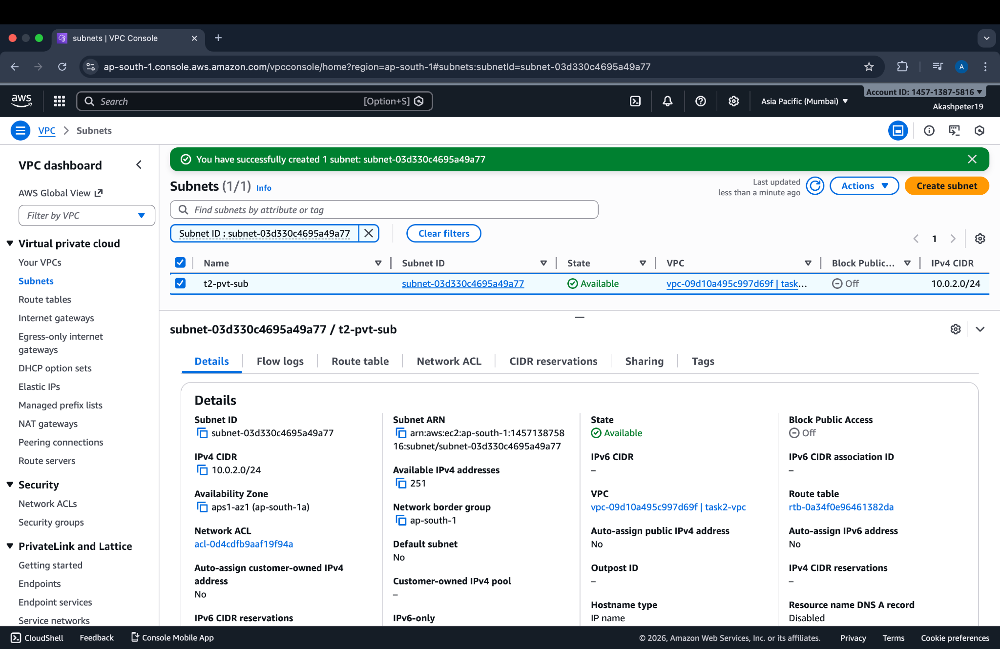 subnets | VPC Console
ap-south-1.console.aws.amazon.com/vpcconsole/home?region=ap-south-1#subnets:subnetId=subnet-03d330c4695a49a77
A
aws
Search
[Option+S]
Asia Pacific (Mumbai)
Account ID: 1457-1387-5816
Akashpeter19
VPC
Subnets
VPC dashboard
AWS Global View
Filter by VPC
Virtual private cloud
Your VPCs
Subnets
Route tables
Internet gateways
Egress-only internet
gateways
DHCP option sets
Elastic IPs
Managed prefix lists
NAT gateways
Peering connections
Route servers
Security
Network ACLs
Security groups
PrivateLink and Lattice
Getting started
Endpoints
Endpoint services
Service networks
You have successfully created 1 subnet: subnet-03d330c4695a49a77
Subnets (1/1) Info
Last updated
less than a minute ago
Actions
Create subnet
Find subnets by attribute or tag
Subnet ID : subnet-03d330c4695a49a77
Clear filters
1
Name Subnet ID State VPC Block Public... IPv4 CIDR
t2-pvt-sub subnet-03d330c4695a49a77 Available vpc-09d10a495c997d69f | task... Off 10.0.2.0/24
subnet-03d330c4695a49a77 / t2-pvt-sub
Details Flow logs Route table Network ACL CIDR reservations Sharing Tags
Details
Subnet ID
subnet-03d330c4695a49a77
IPv4 CIDR
10.0.2.0/24
Availability Zone
aps1-az1 (ap-south-1a)
Network ACL
acl-0d4cdfb9aaf19f94a
Auto-assign customer-owned IPv4
address
No
IPv6 CIDR reservations
Subnet ARN
arn:aws:ec2:ap-south-1:1457138758
16:subnet/subnet-03d330c4695a49a77
Available IPv4 addresses
251
Network border group
ap-south-1
Default subnet
No
Customer-owned IPv4 pool
–
IPv6-only
State
Available
IPv6 CIDR
–
VPC
vpc-09d10a495c997d69f | task2-vpc
Auto-assign public IPv4 address
No
Outpost ID
–
Hostname type
IP name
Block Public Access
Off
IPv6 CIDR association ID
–
Route table
rtb-0a34f0e96461382da
Auto-assign IPv6 address
No
IPv4 CIDR reservations
–
Resource name DNS A record
Disabled
CloudShell
Feedback
Console Mobile App
© 2026, Amazon Web Services, Inc. or its affiliates.
Privacy
Terms
Cookie preferences